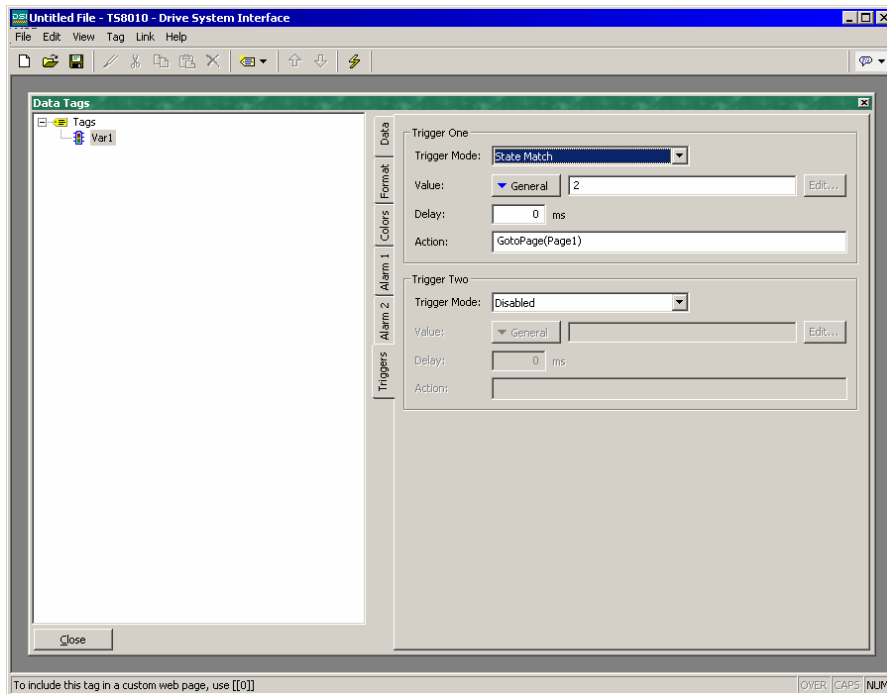 DSI Untitled File - TS8010 - Drive System Interface
File Edit View Tag Link Help
Data Tags
Tags
Var1
Data
Format
Colors
Alarm 1
Alarm 2
Triggers
Trigger One
Trigger Mode: State Match
Value: General 2 Edit...
Delay: 0 ms
Action: GotoPage(Page1)
Trigger Two
Trigger Mode: Disabled
Value: General Edit...
Delay: 0 ms
Action:
Close
To include this tag in a custom web page, use [[0]] OVER CAPS NUM